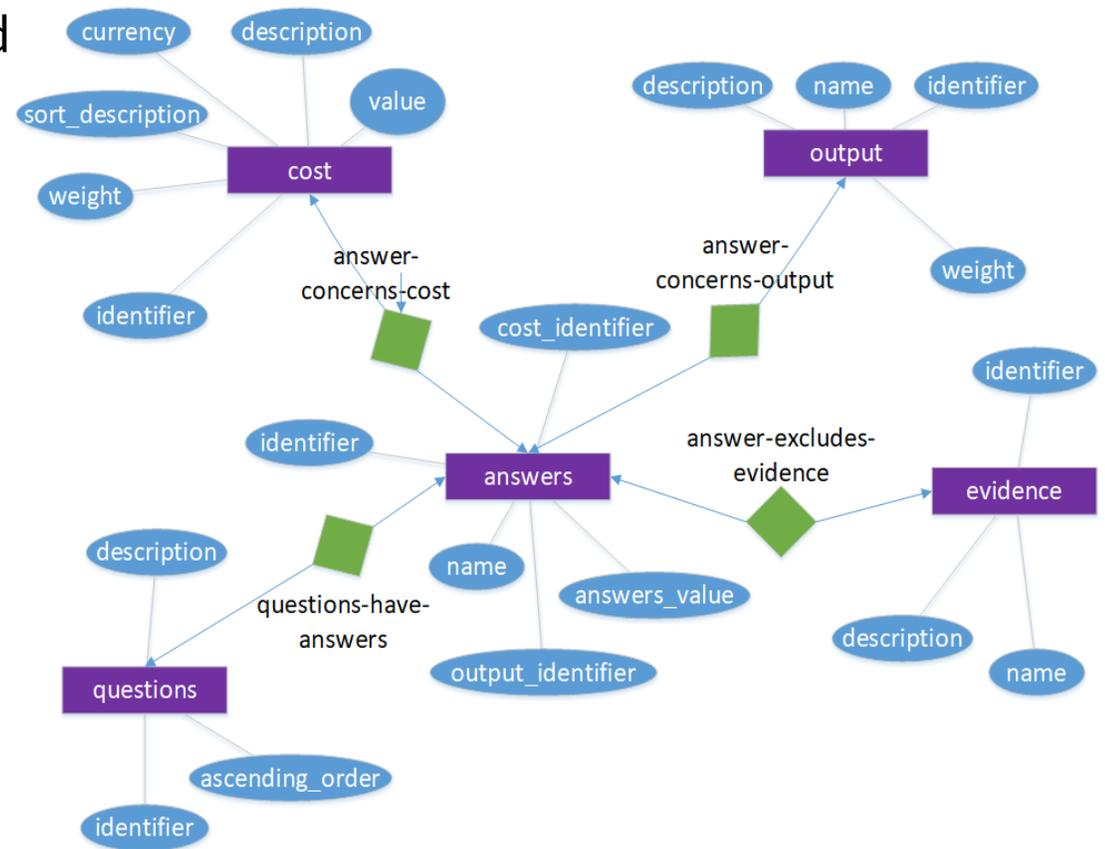 d
currency
description
value
sort_description
cost
weight
identifier
description
name
identifier
output
weight
answer-
concerns-cost
answer-
concerns-output
cost_identifier
identifier
answers
name
answers_value
output_identifier
answer-excludes-
evidence
identifier
evidence
description
name
questions-have-
answers
description
questions
ascending_order
identifier